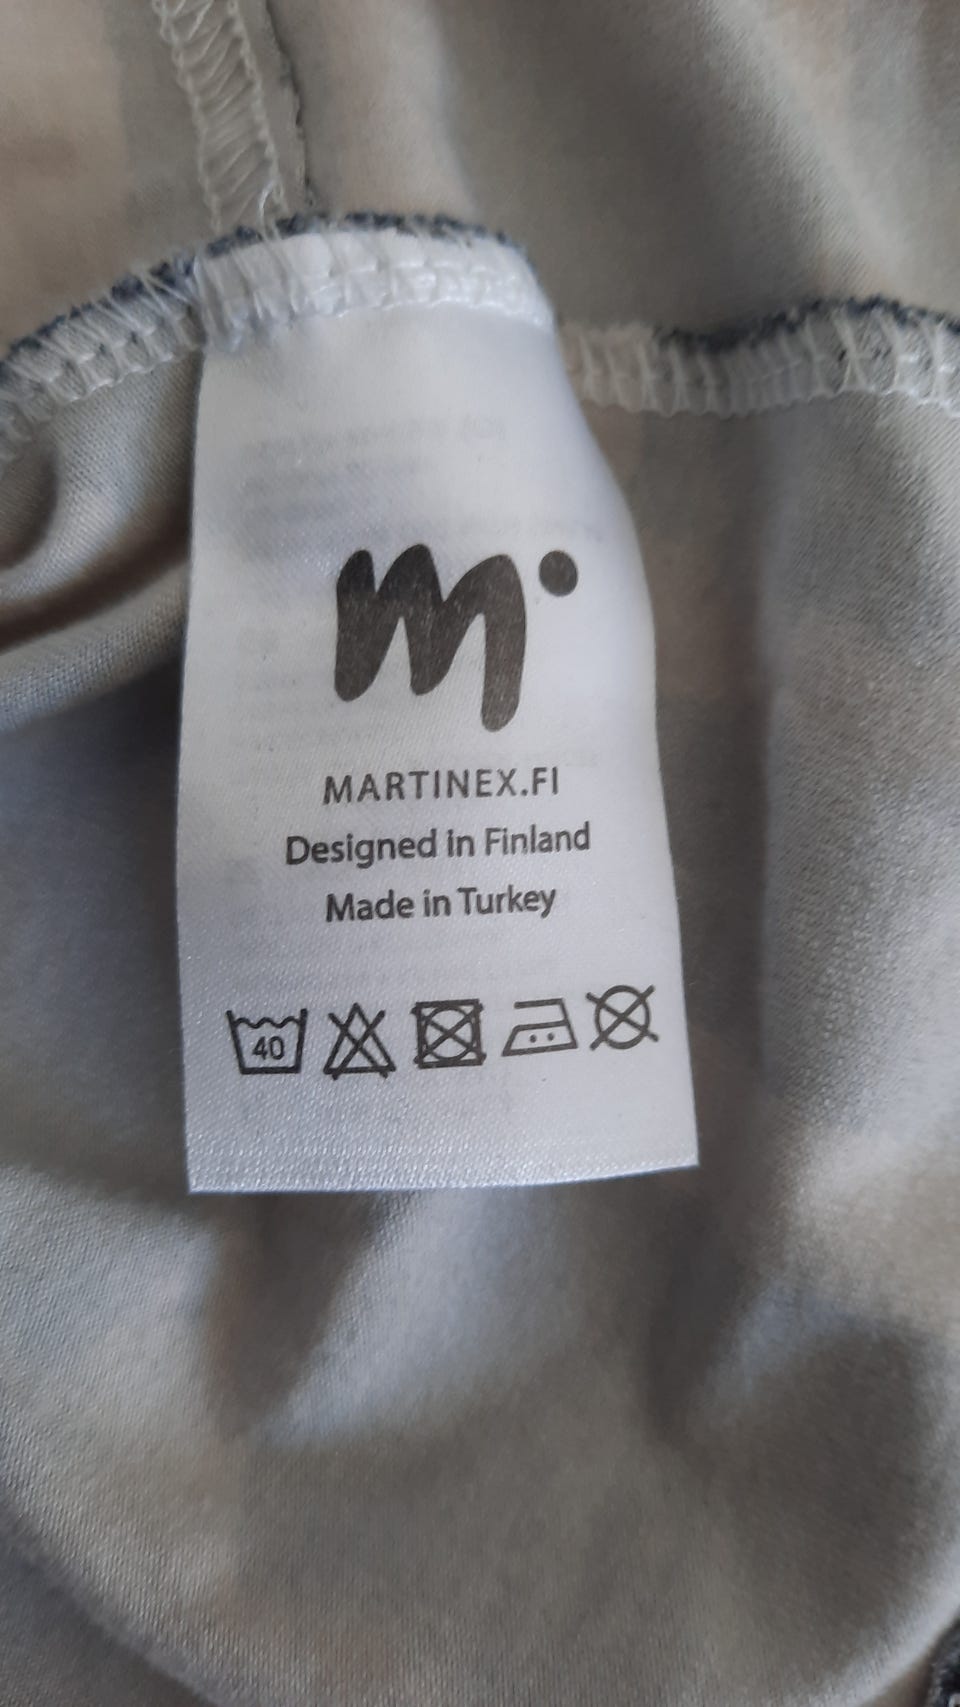 m
MARTINEX.FI
Designed in Finland
Made in Turkey
40